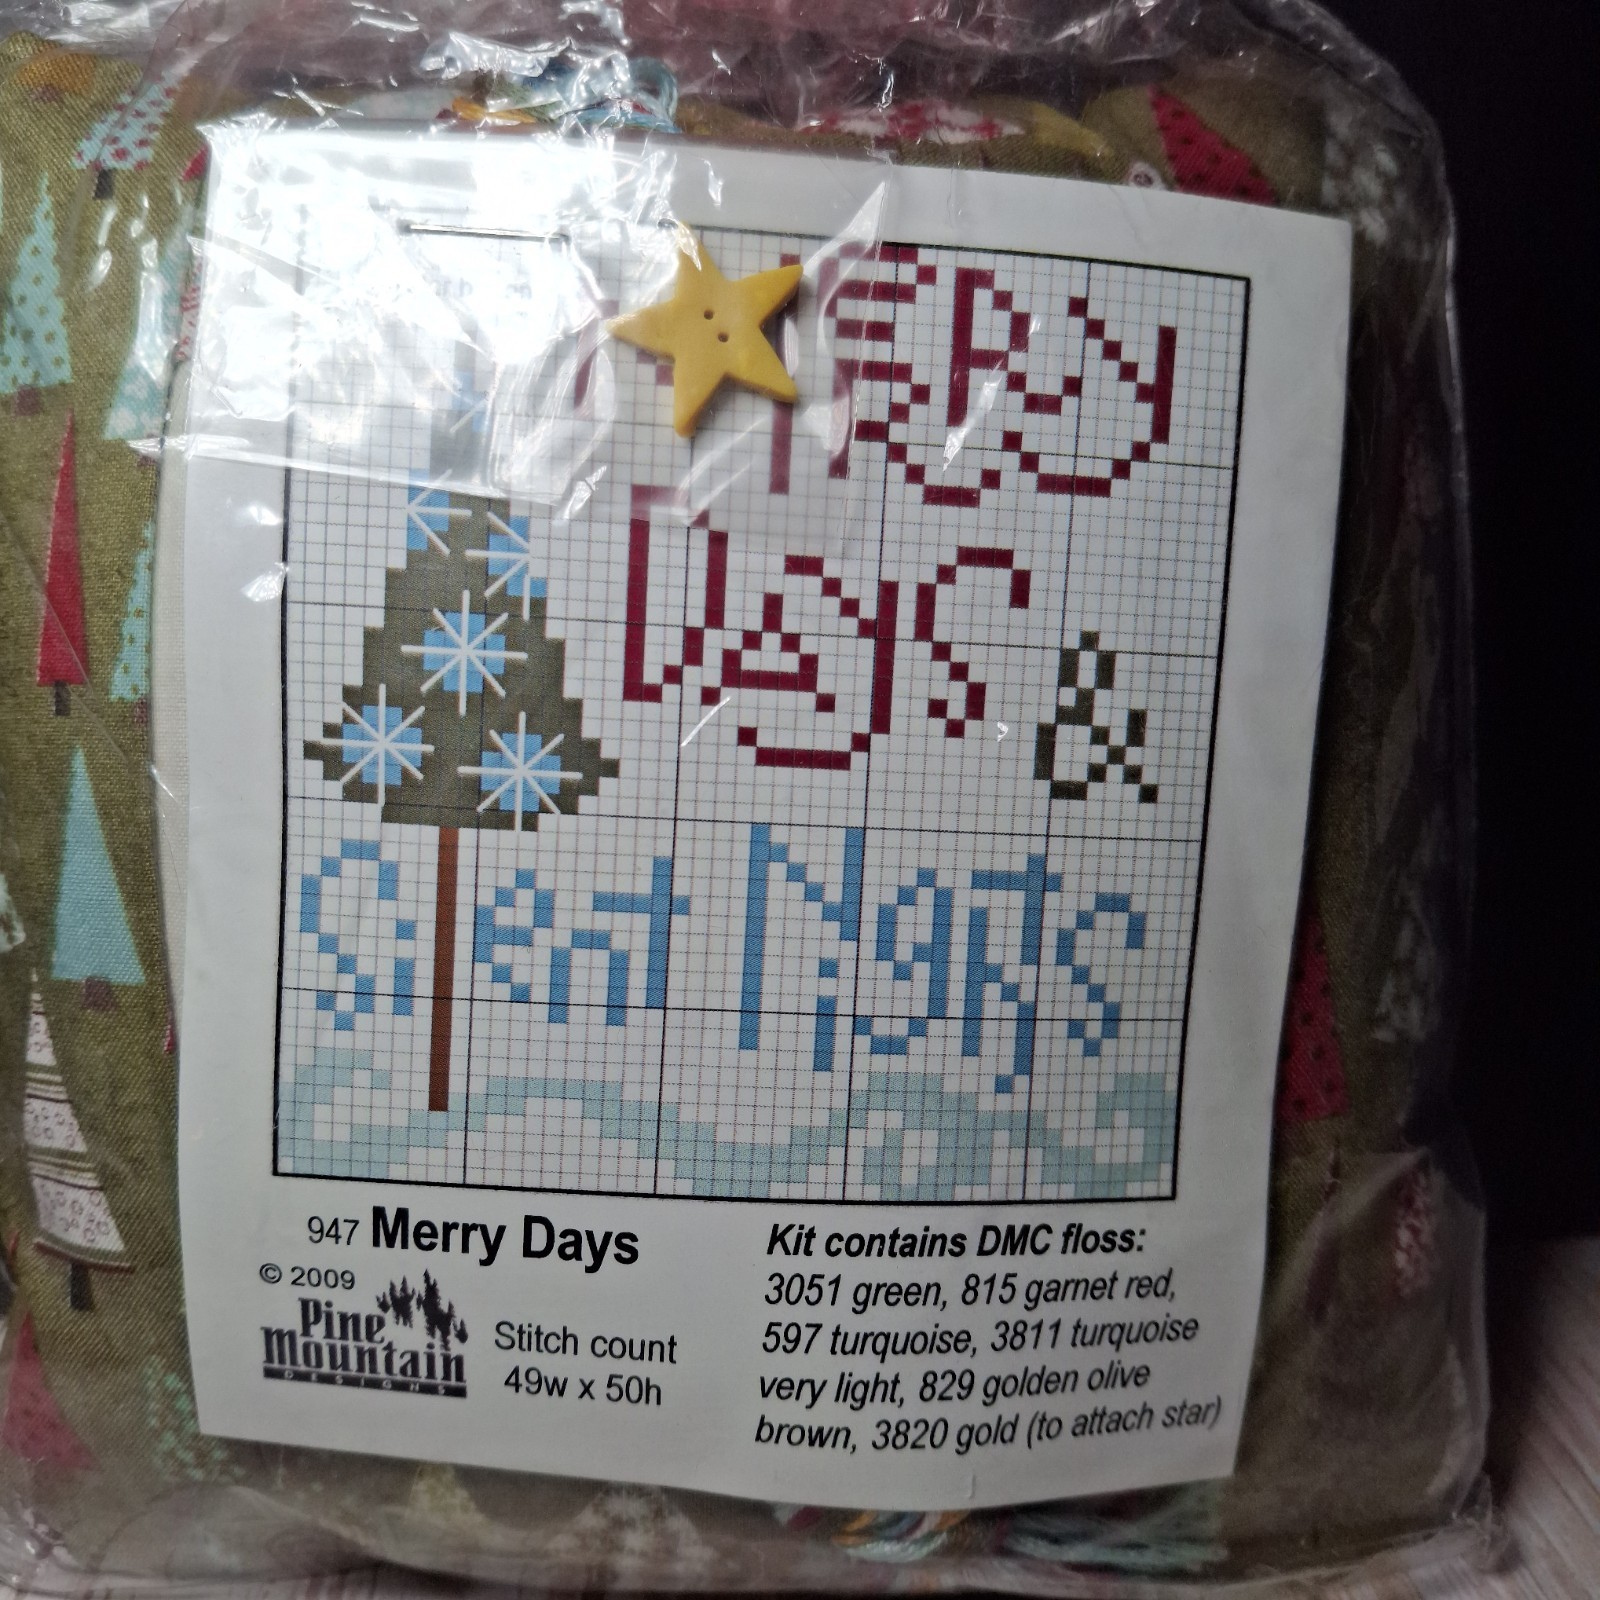 MERRY
DAYS &
Silent Nights
947 Merry Days
© 2009
Pine
Mountain
DESIGNS
Stitch count
49w x 50h
Kit contains DMC floss:
3051 green, 815 garnet red,
597 turquoise, 3811 turquoise
very light, 829 golden olive
brown, 3820 gold (to attach star)